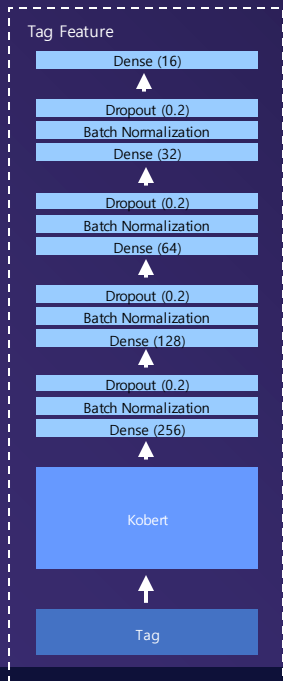 Tag Feature
Dense (16)
Dropout (0.2)
Batch Normalization
Dense (32)
Dropout (0.2)
Batch Normalization
Dense (64)
Dropout (0.2)
Batch Normalization
Dense (128)
Dropout (0.2)
Batch Normalization
Dense (256)
Kobert
Tag